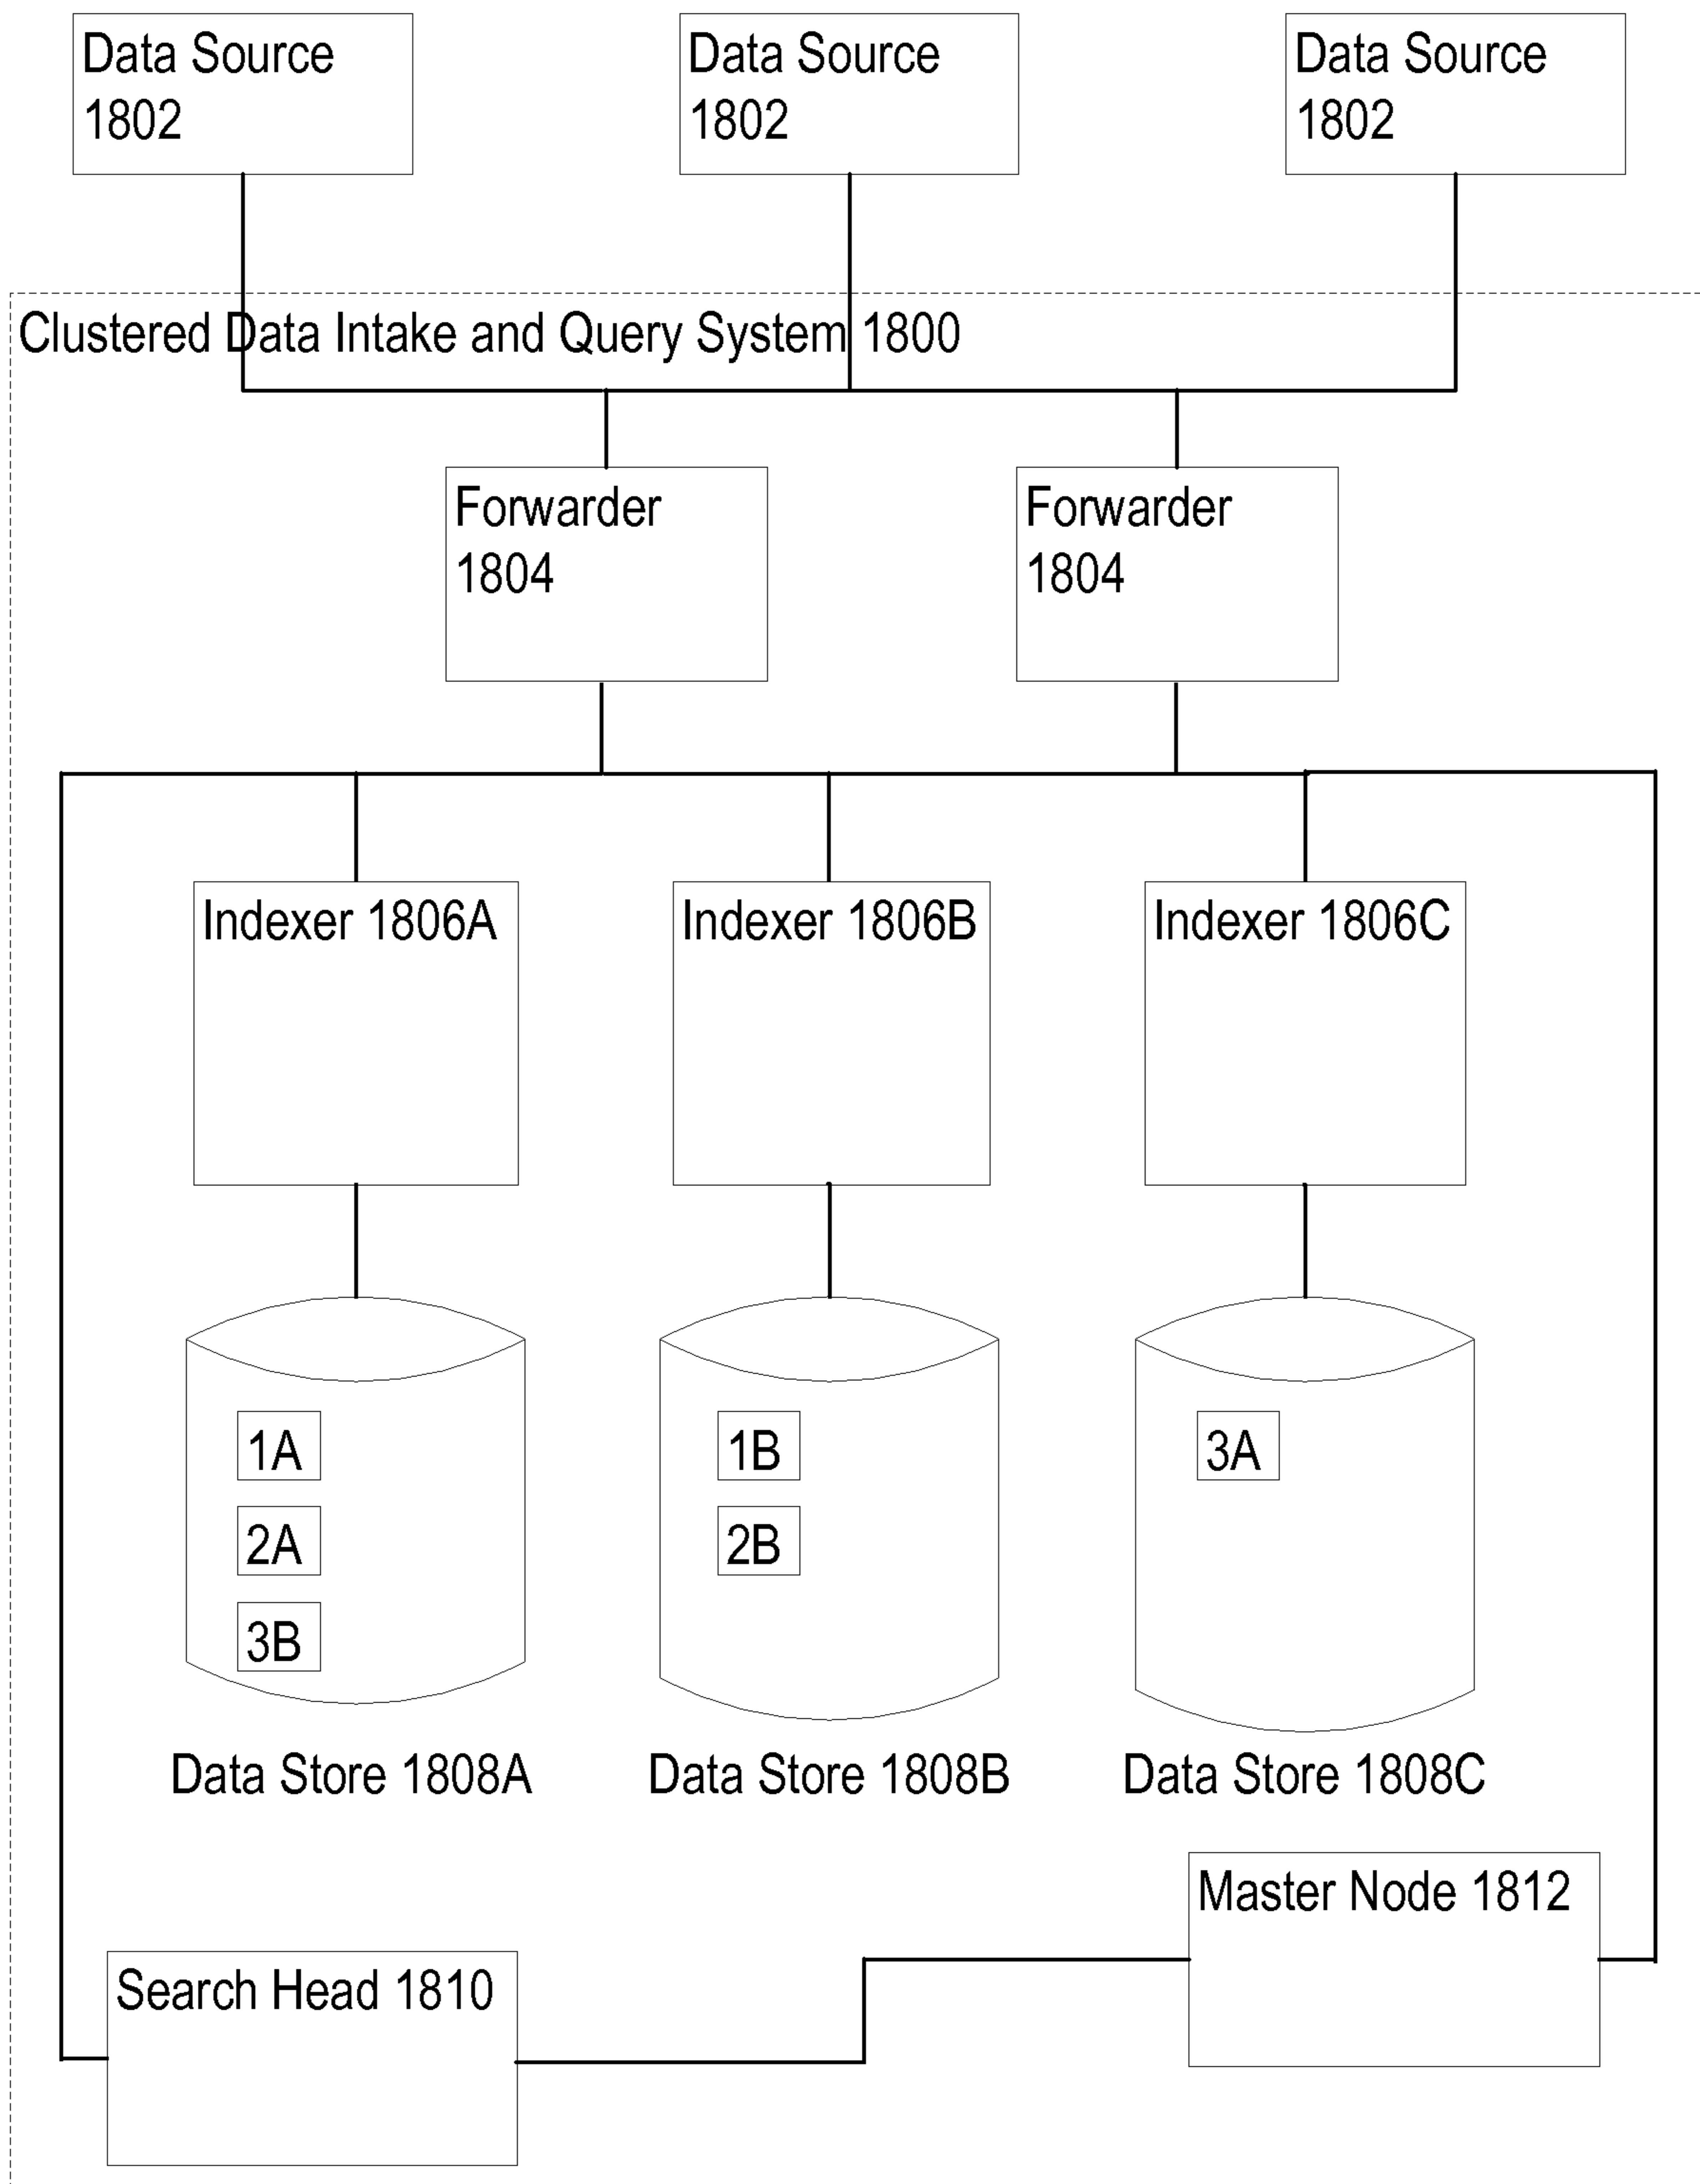 Data Source
1802
Data Source
1802
Data Source
1802
Clustered Data Intake and Query System 1800
Forwarder
1804
Forwarder
1804
Indexer 1806A
Indexer 1806B
Indexer 1806C
1A
2A
3B
1B
2B
3A
Data Store 1808A
Data Store 1808B
Data Store 1808C
Master Node 1812
Search Head 1810